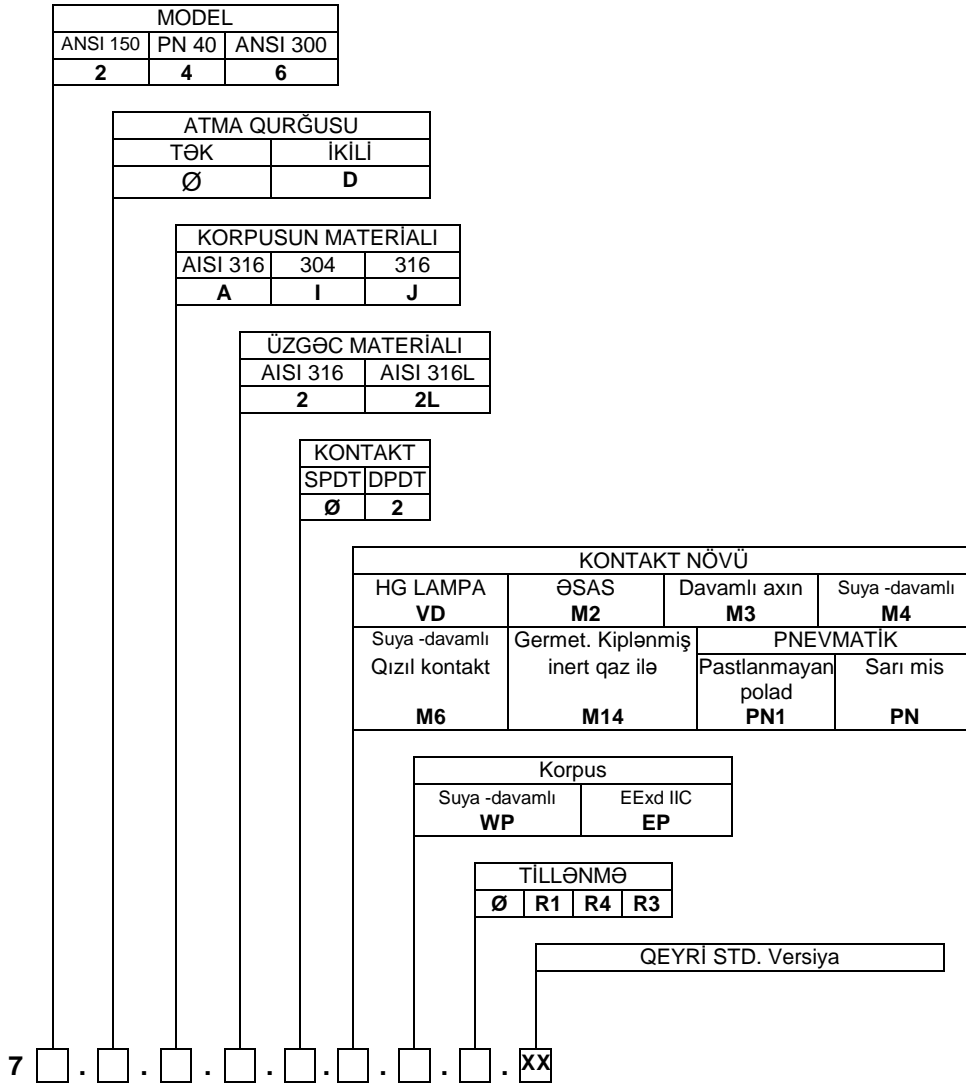 MODEL
ANSI 150 PN 40 ANSI 300
2 4 6
ATMA QURĞUSU
TƏK İKİLİ
Ø D
KORPUSUN MATERİALI
AISI 316 304 316
A I J
ÜZGƏC MATERİALI
AISI 316 AISI 316L
2 2L
KONTAKT
SPDT DPDT
Ø 2
KONTAKT NÖVÜ
HG LAMPA ƏSAS Davamlı axın Suya -davamlı
VD M2 M3 M4
Suya -davamlı Germet. Kiplənmiş PNEVMATİK
Qızıl kontakt inert qaz ilə Pastlanmayan Sarı mis
polad
M6 M14 PN1 PN
Korpus
Suya -davamlı EExd IIC
WP EP
TİLLƏNMƏ
Ø R1 R4 R3
QEYRİ STD. Versiya
7 . . . . . . . . XX